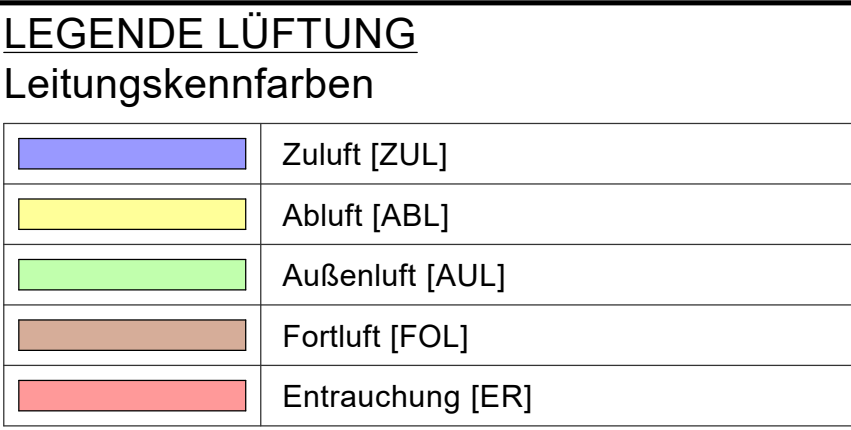 LEGENDE LÜFTUNG
Leitungskennfarben
Zuluft [ZUL]
Abluft [ABL]
Außenluft [AUL]
Fortluft [FOL]
Entrauchung [ER]